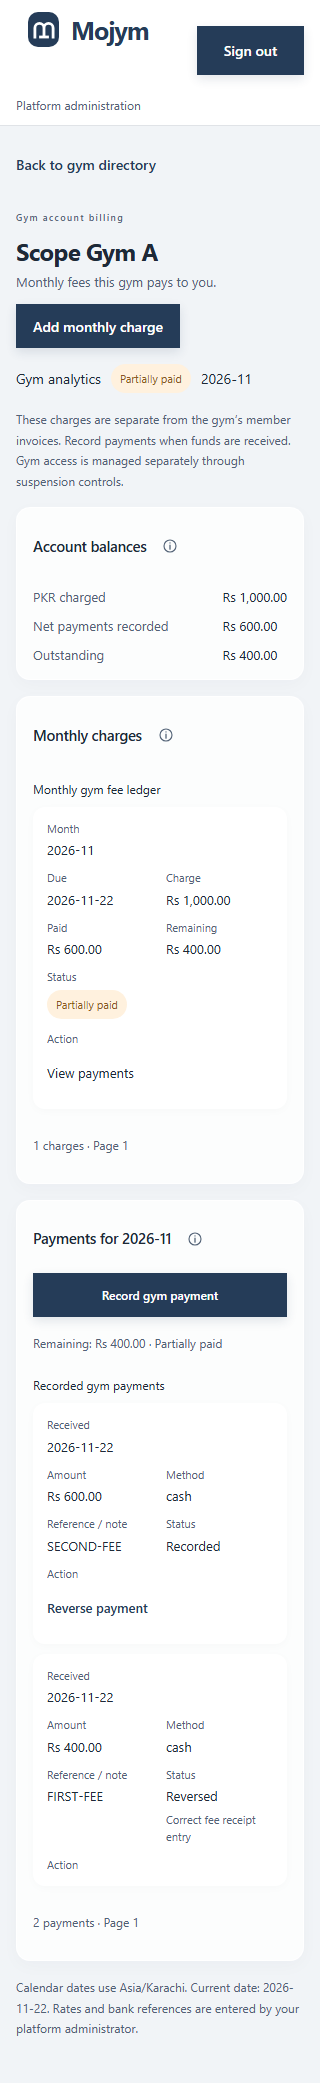 Mojym
Sign out
Platform administration
Back to gym directory
Gym account billing
Scope Gym A
Monthly fees this gym pays to you.
Add monthly charge
Gym analytics Partially paid 2026-11
These charges are separate from the gym's member
invoices. Record payments when funds are received.
Gym access is managed separately through
suspension controls.
Account balances
PKR charged Rs 1,000.00
Net payments recorded Rs 600.00
Outstanding Rs 400.00
Monthly charges
Monthly gym fee ledger
Month
2026-11
Due Charge
2026-11-22 Rs 1,000.00
Paid Remaining
Rs 600.00 Rs 400.00
Status
Partially paid
Action
View payments
1 charges · Page 1
Payments for 2026-11
Record gym payment
Remaining: Rs 400.00 · Partially paid
Recorded gym payments
Received
2026-11-22
Amount Method
Rs 600.00 cash
Reference / note Status
SECOND-FEE Recorded
Action
Reverse payment
Received
2026-11-22
Amount Method
Rs 400.00 cash
Reference / note Status
FIRST-FEE Reversed
Correct fee receipt
entry
Action
2 payments · Page 1
Calendar dates use Asia/Karachi. Current date: 2026-
11-22. Rates and bank references are entered by your
platform administrator.